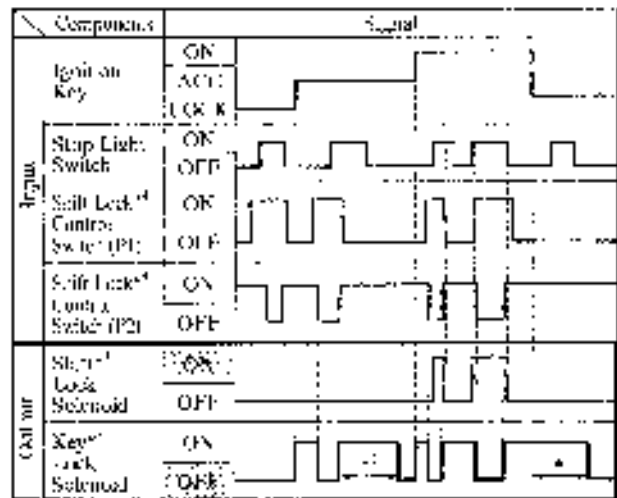 Components Signal
Ignition
Key
ON
ACC
LOCK
Input
Stop Light
Switch
ON
OFF
Shift Lock
Control
Switch (P1)
ON
OFF
Shift Lock
Control
Switch (P2)
ON
OFF
Output
Lock
Solenoid
ON
OFF
Key
Lock
Solenoid
ON
OFF